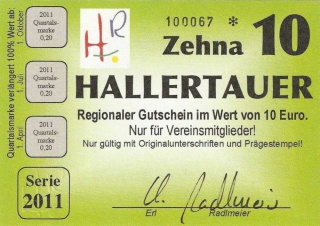 Quartalsmarke verlängert 100% Wert ab:
1. Oktober
1. Juli
1. April
2011
Quartals-
marke
0,20
2011
Quartals-
marke
0,20
2011
Quartals-
marke
0,20
Serie
2011
HR
100067 *
Zehna 10
HALLERTAUER
Regionaler Gutschein im Wert von 10 Euro.
Nur für Vereinsmitglieder!
Nur gültig mit Originalunterschriften und Prägestempel!
Erl Radlmeier